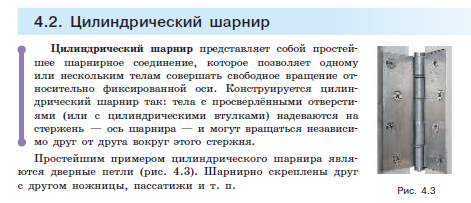 4.2. Цилиндрический шарнир
Цилиндрический шарнир представляет собой простей-
шее шарнирное соединение, которое позволяет одному
или нескольким телам совершать свободное вращение от-
носительно фиксированной оси. Конструируется цилин-
дрический шарнир так: тела с просверлёнными отверсти-
ями (или с цилиндрическими втулками) надеваются на
стержень — ось шарнира — и могут вращаться независи-
мо друг от друга вокруг этого стержня.
Простейшим примером цилиндрического шарнира явля-
ются дверные петли (рис. 4.3). Шарнирно скреплены друг
с другом ножницы, пассатижи и т. п.
Рис. 4.3